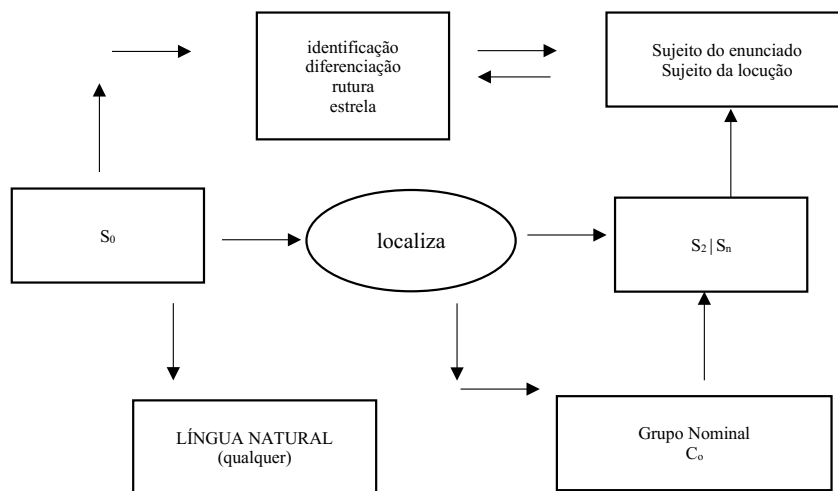 identificação
diferenciação
rutura
estrela
Sujeito do enunciado
Sujeito da locução
S₀
localiza
S₂ | Sₙ
LÍNGUA NATURAL
(qualquer)
Grupo Nominal
Cₒ